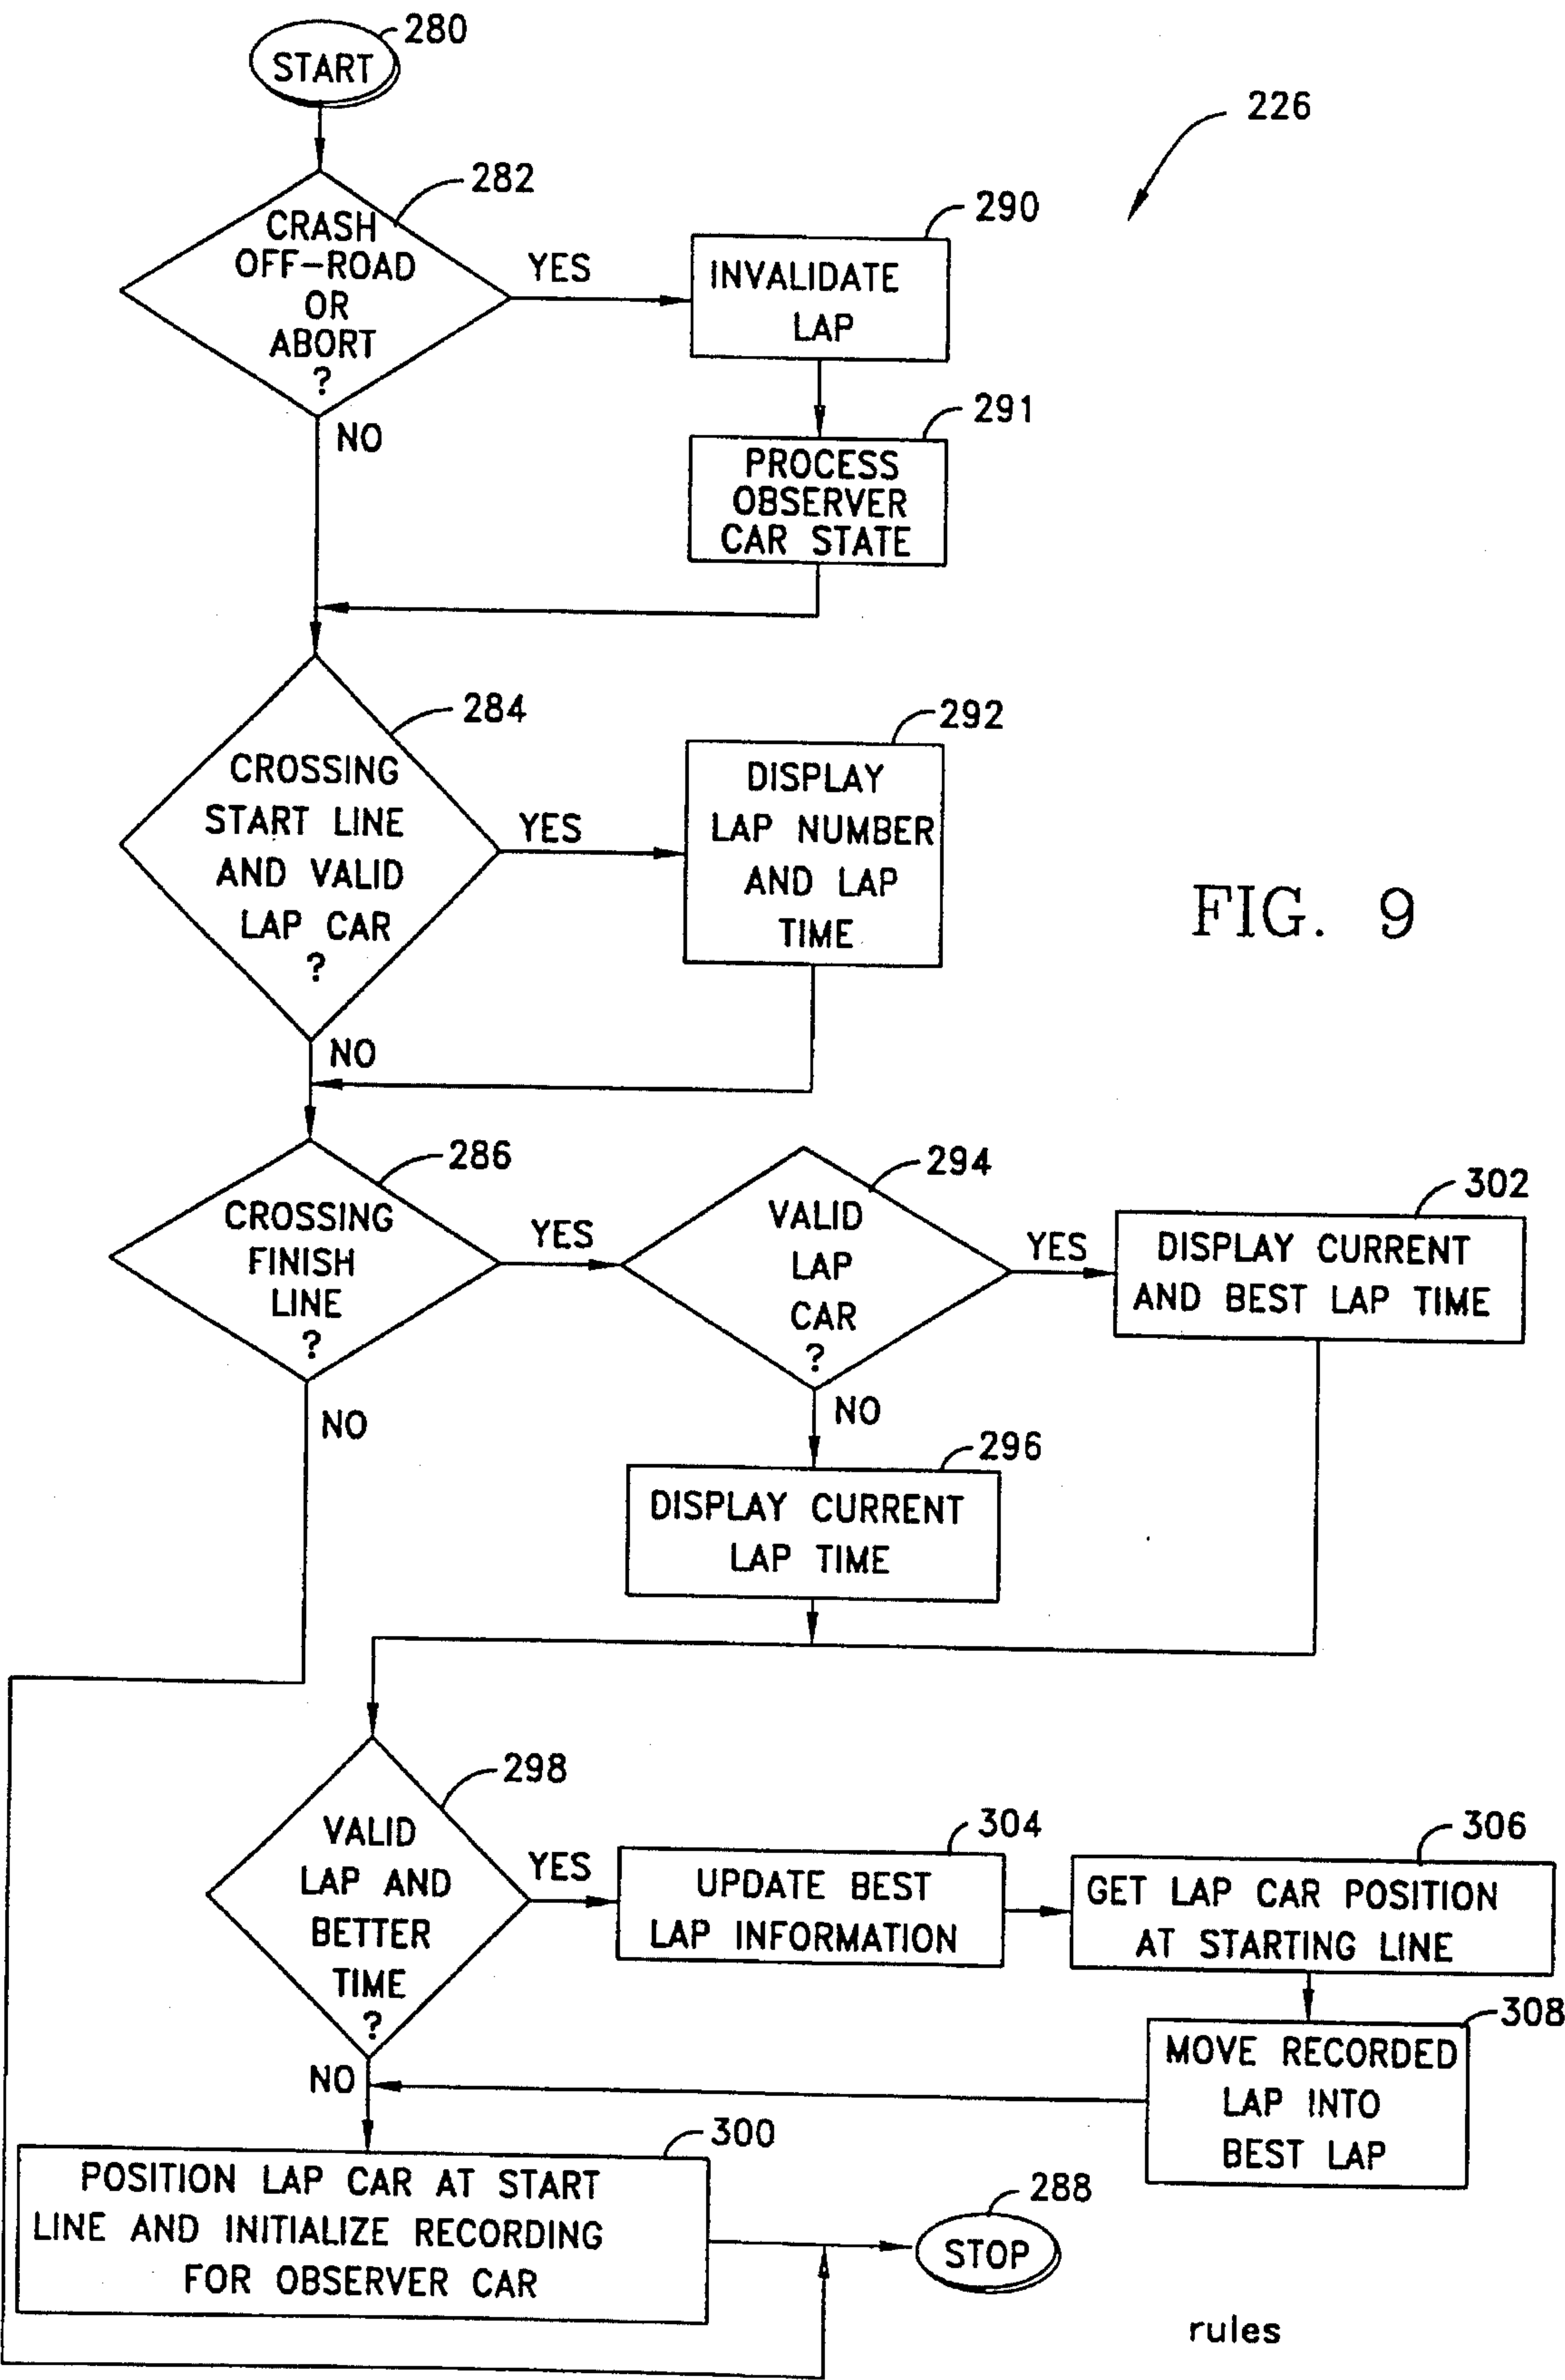 280
START
226
282
CRASH
OFF-ROAD
OR
ABORT
?
YES
NO
290
INVALIDATE
LAP
291
PROCESS
OBSERVER
CAR STATE
284
CROSSING
START LINE
AND VALID
LAP CAR
?
YES
NO
292
DISPLAY
LAP NUMBER
AND LAP
TIME
FIG. 9
286
CROSSING
FINISH
LINE
?
YES
NO
294
VALID
LAP
CAR
?
YES
NO
302
DISPLAY CURRENT
AND BEST LAP TIME
296
DISPLAY CURRENT
LAP TIME
298
VALID
LAP AND
BETTER
TIME
?
YES
NO
304
UPDATE BEST
LAP INFORMATION
306
GET LAP CAR POSITION
AT STARTING LINE
308
MOVE RECORDED
LAP INTO
BEST LAP
300
POSITION LAP CAR AT START
LINE AND INITIALIZE RECORDING
FOR OBSERVER CAR
288
STOP
rules